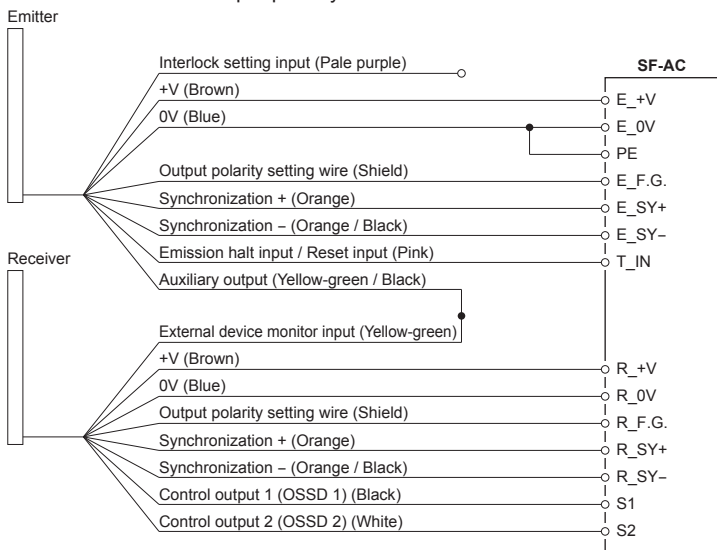 Emitter
Interlock setting input (Pale purple)
SF-AC
+V (Brown)
E_+V
0V (Blue)
E_0V
PE
Output polarity setting wire (Shield)
E_F.G.
Synchronization + (Orange)
E_SY+
Synchronization − (Orange / Black)
E_SY−
Receiver
Emission halt input / Reset input (Pink)
T_IN
Auxiliary output (Yellow-green / Black)
External device monitor input (Yellow-green)
+V (Brown)
R_+V
0V (Blue)
R_0V
Output polarity setting wire (Shield)
R_F.G.
Synchronization + (Orange)
R_SY+
Synchronization − (Orange / Black)
R_SY−
Control output 1 (OSSD 1) (Black)
S1
Control output 2 (OSSD 2) (White)
S2